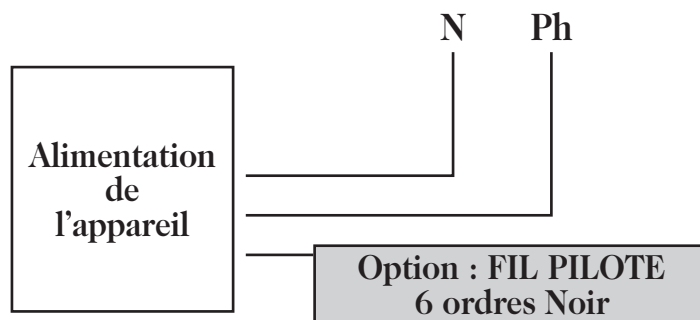 N Ph
Alimentation
de
l'appareil
Option : FIL PILOTE
6 ordres Noir